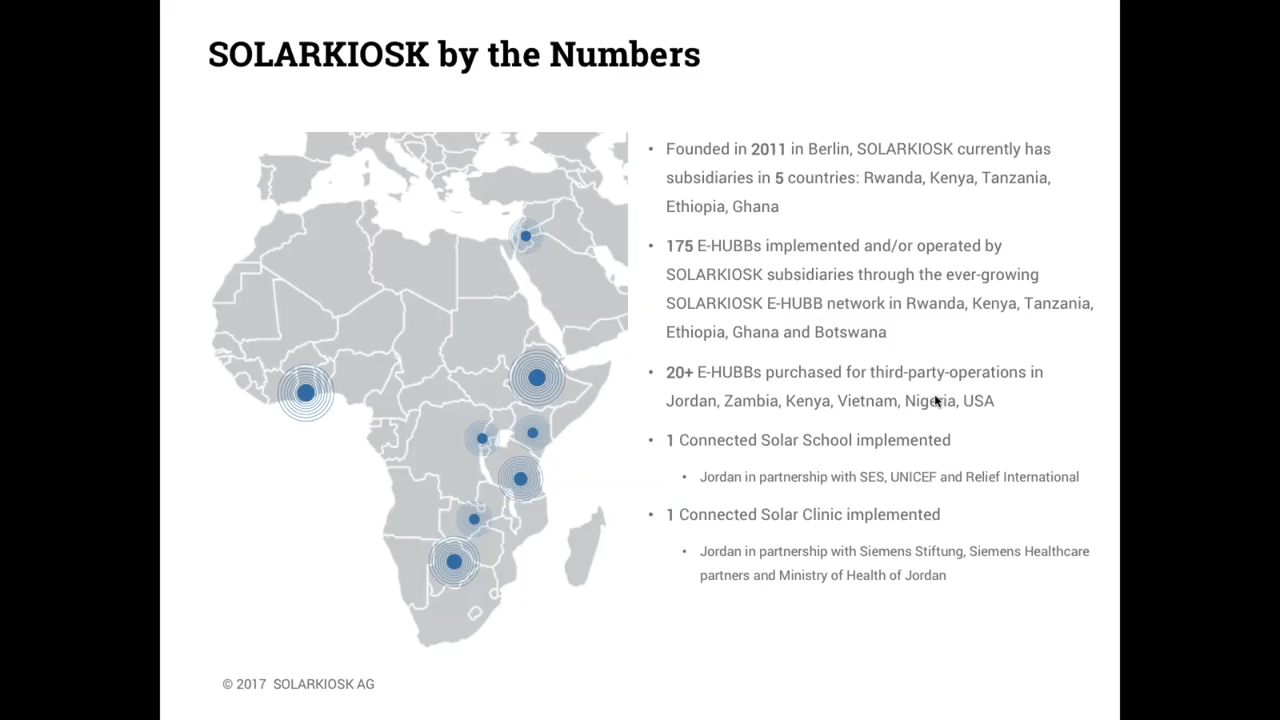 SOLARKIOSK by the Numbers
• Founded in 2011 in Berlin, SOLARKIOSK currently has
subsidiaries in 5 countries: Rwanda, Kenya, Tanzania,
Ethiopia, Ghana
• 175 E-HUBBs implemented and/or operated by
SOLARKIOSK subsidiaries through the ever-growing
SOLARKIOSK E-HUBB network in Rwanda, Kenya, Tanzania,
Ethiopia, Ghana and Botswana
• 20+ E-HUBBs purchased for third-party-operations in
Jordan, Zambia, Kenya, Vietnam, Nigeria, USA
• 1 Connected Solar School implemented
• Jordan in partnership with SES, UNICEF and Relief International
• 1 Connected Solar Clinic implemented
• Jordan in partnership with Siemens Stiftung, Siemens Healthcare
partners and Ministry of Health of Jordan
© 2017 SOLARKIOSK AG